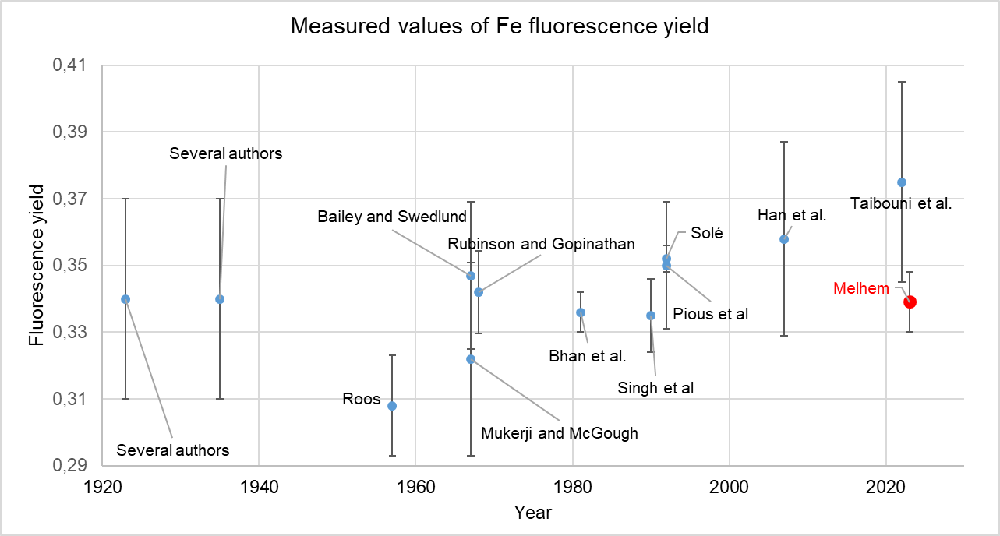 Measured values of Fe fluorescence yield
0,41
0,39
0,37
0,35
0,33
0,31
0,29
Fluorescence yield
Several authors
Several authors
Roos
Bailey and Swedlund
Rubinson and Gopinathan
Mukerji and McGough
Bhan et al.
Singh et al
Solé
Pious et al
Han et al.
Taibouni et al.
Melhem
1920
1940
1960
1980
2000
2020
Year